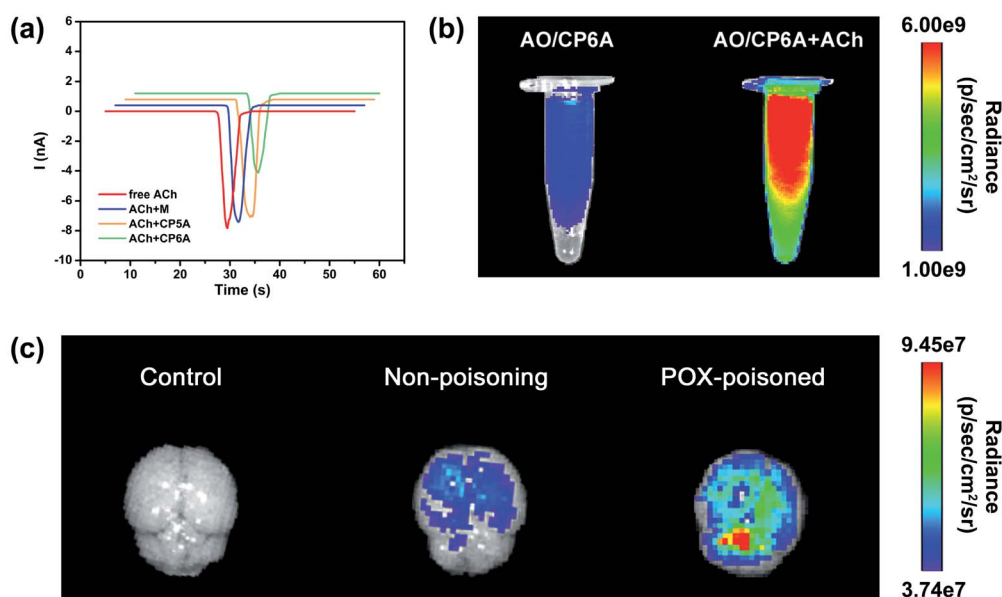 (a)
6
4
2
0
-2
-4
-6
-8
-10
I (nA)
free ACh
ACh+M
ACh+CP5A
ACh+CP6A
0 10 20 30 40 50 60
Time (s)
(b)
AO/CP6A AO/CP6A+ACh
6.00e9
Radiance
(p/sec/cm²/sr)
1.00e9
(c)
Control Non-poisoning POX-poisoned
9.45e7
Radiance
(p/sec/cm²/sr)
3.74e7